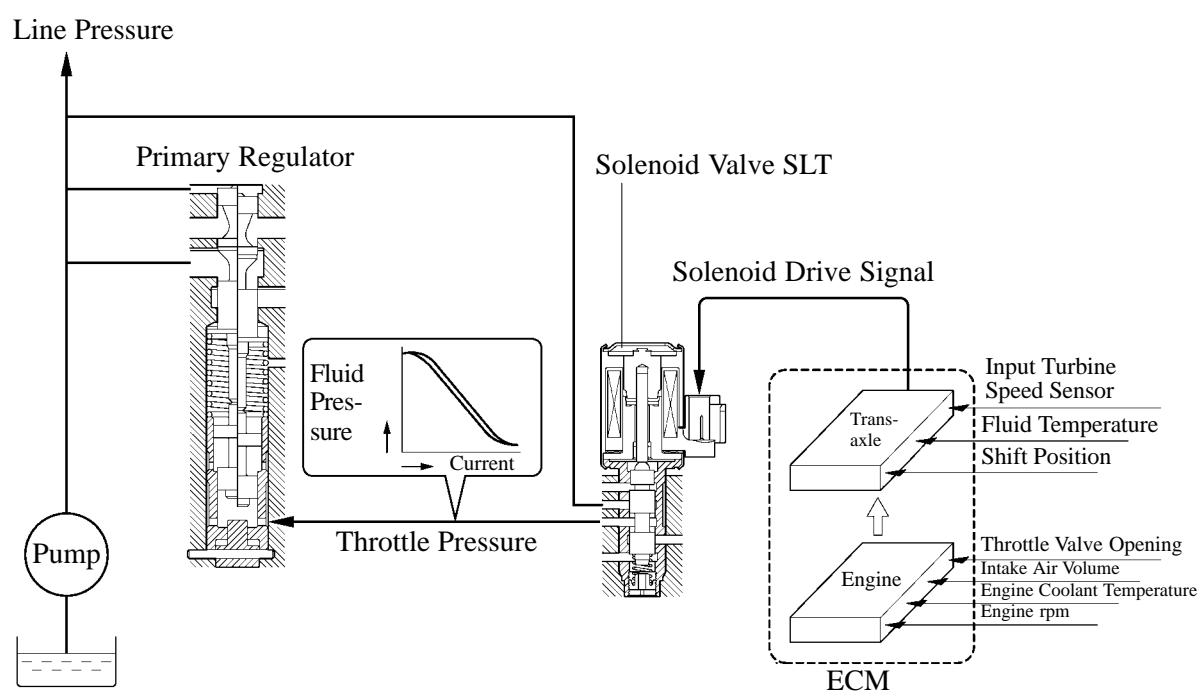 Line Pressure
Primary Regulator
Solenoid Valve SLT
Solenoid Drive Signal
Fluid
Pres-
sure
Current
Input Turbine
Speed Sensor
Trans-
axle
Fluid Temperature
Shift Position
Throttle Pressure
Pump
Throttle Valve Opening
Engine
Intake Air Volume
Engine Coolant Temperature
Engine rpm
ECM